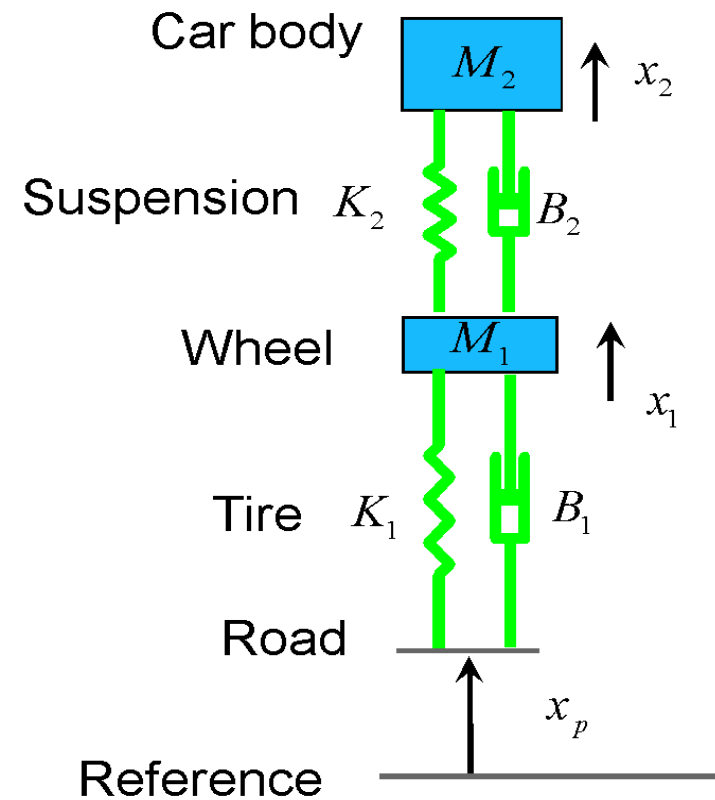 Car body
M2
x2
Suspension K2 B2
Wheel M1
x1
Tire K1 B1
Road
xp
Reference